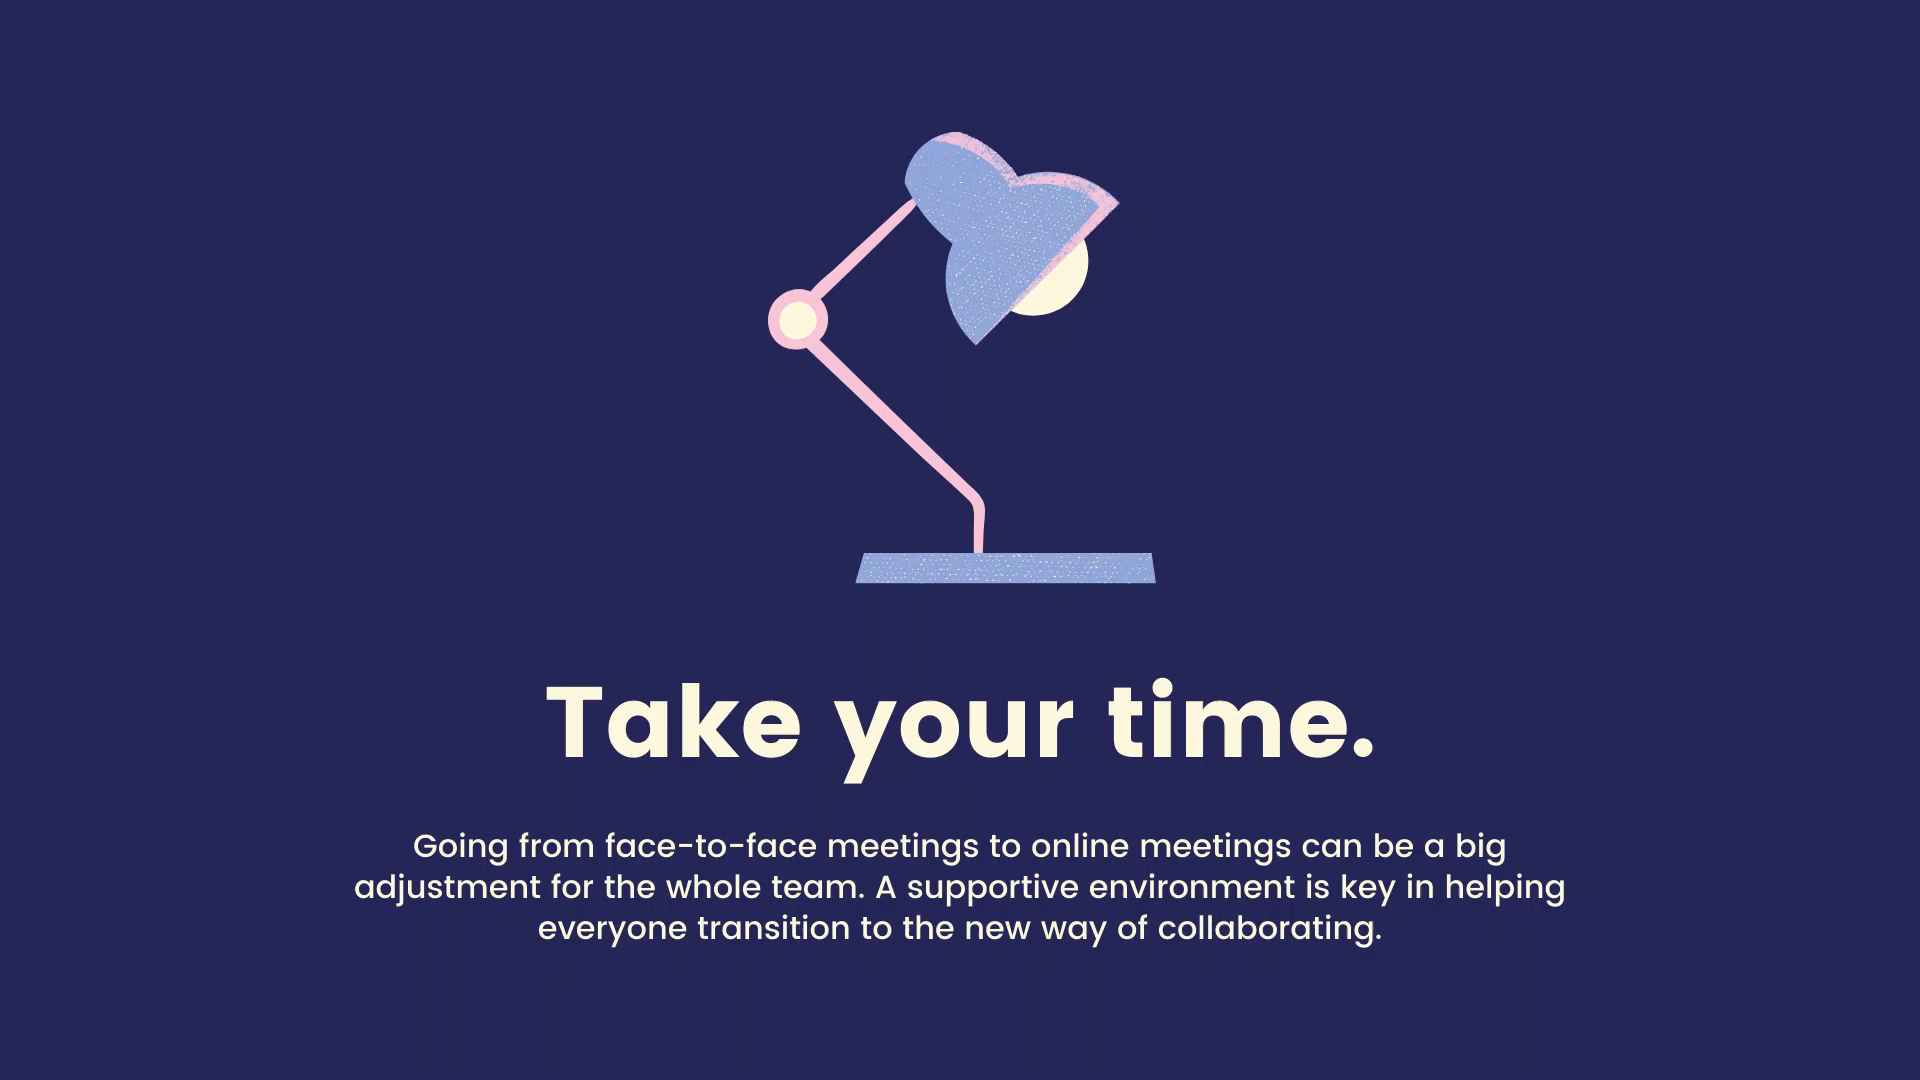 Take your time.
Going from face-to-face meetings to online meetings can be a big
adjustment for the whole team. A supportive environment is key in helping
everyone transition to the new way of collaborating.